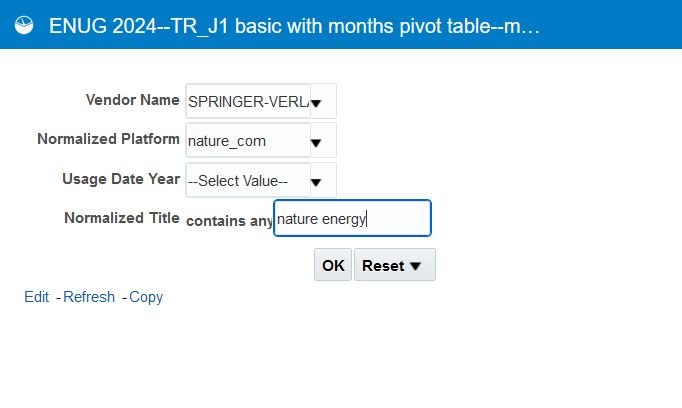 ENUG 2024--TR_J1 basic with months pivot table--m...
Vendor Name SPRINGER-VERL
Normalized Platform nature_com
Usage Date Year --Select Value--
Normalized Title contains any nature energy
OK Reset
Edit - Refresh - Copy